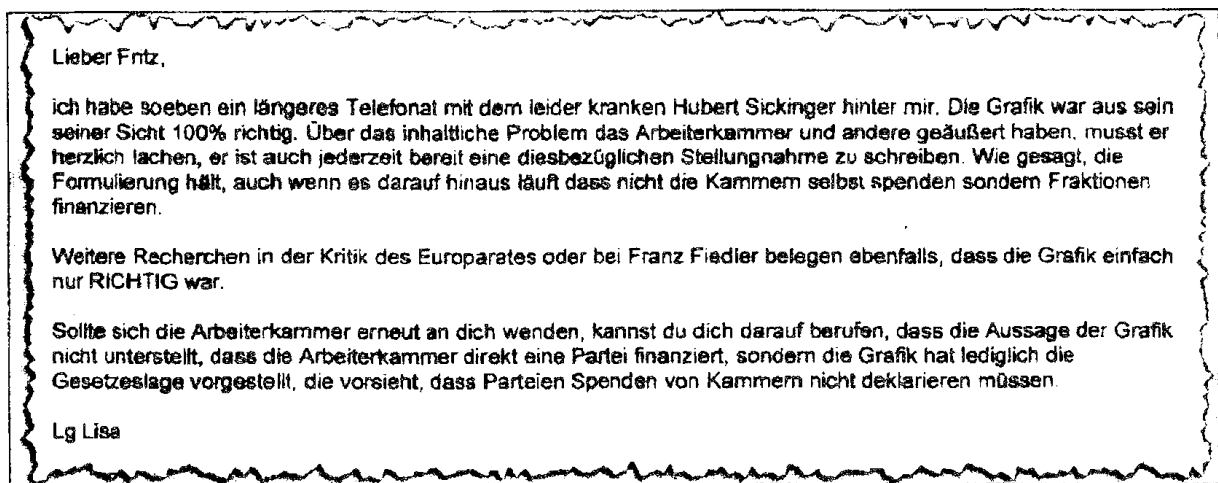 Lieber Fritz,
ich habe soeben ein längeres Telefonat mit dem leider kranken Hubert Sickinger hinter mir. Die Grafik war aus sein
seiner Sicht 100% richtig. Über das inhaltliche Problem das Arbeiterkammer und andere geäußert haben, musst er
herzlich lachen, er ist auch jederzeit bereit eine diesbezüglichen Stellungnahme zu schreiben. Wie gesagt, die
Formulierung hält, auch wenn es darauf hinaus läuft dass nicht die Kammern selbst spenden sondern Fraktionen
finanzieren.
Weitere Recherchen in der Kritik des Europarates oder bei Franz Fiedler belegen ebenfalls, dass die Grafik einfach
nur RICHTIG war.
Sollte sich die Arbeiterkammer erneut an dich wenden, kannst du dich darauf berufen, dass die Aussage der Grafik
nicht unterstellt, dass die Arbeiterkammer direkt eine Partei finanziert, sondern die Grafik hat lediglich die
Gesetzeslage vorgestellt, die vorsieht, dass Parteien Spenden von Kammern nicht deklarieren müssen.
Lg Lisa